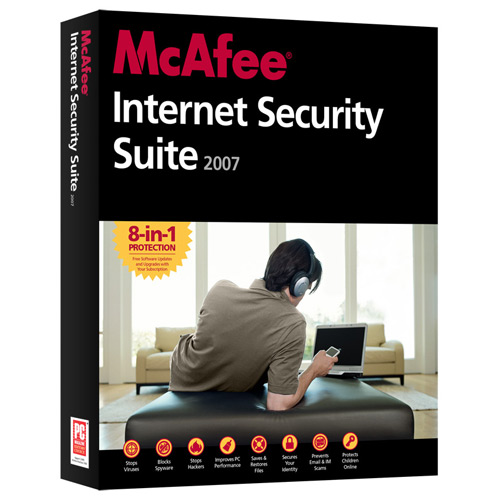 McAfee®
Internet Security
Suite 2007
McAfee®
Internet Security Suite
2007
8-in-1
PROTECTION
Free Software Updates
and Upgrades with
Your Subscription
Stops
Viruses
Blocks
Spyware
Stops
Hackers
Improves PC
Performance
Saves &
Restores
Files
Secures
Your
Identity
Prevents
Email & IM
Scams
Protects
Children
Online
PC
MAGAZINE